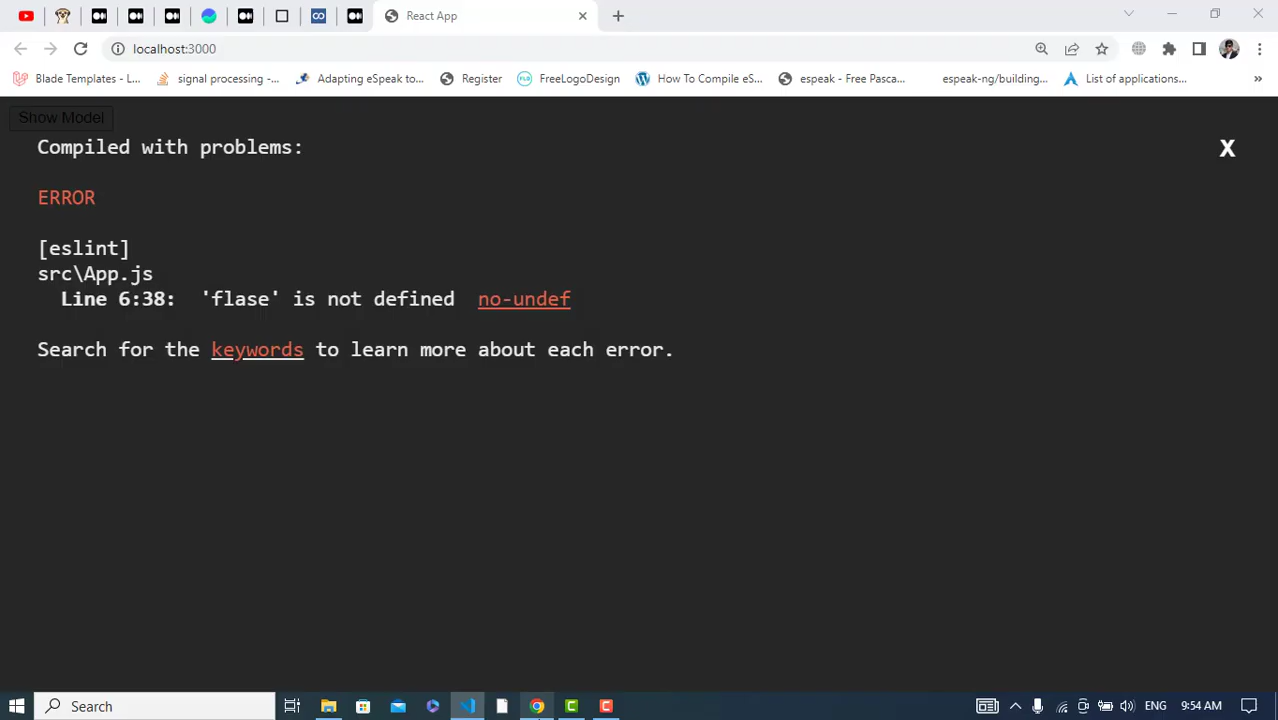 React App
localhost:3000
Blade Templates - L...
signal processing -...
Adapting eSpeak to...
Register
FLD
FreeLogoDesign
How To Compile eS...
espeak - Free Pasca...
espeak-ng/building...
List of applications...
»
Show Model
Compiled with problems:
X
ERROR
[eslint]
src\App.js
Line 6:38: 'flase' is not defined no-undef
Search for the keywords to learn more about each error.
Search
ENG
9:54 AM